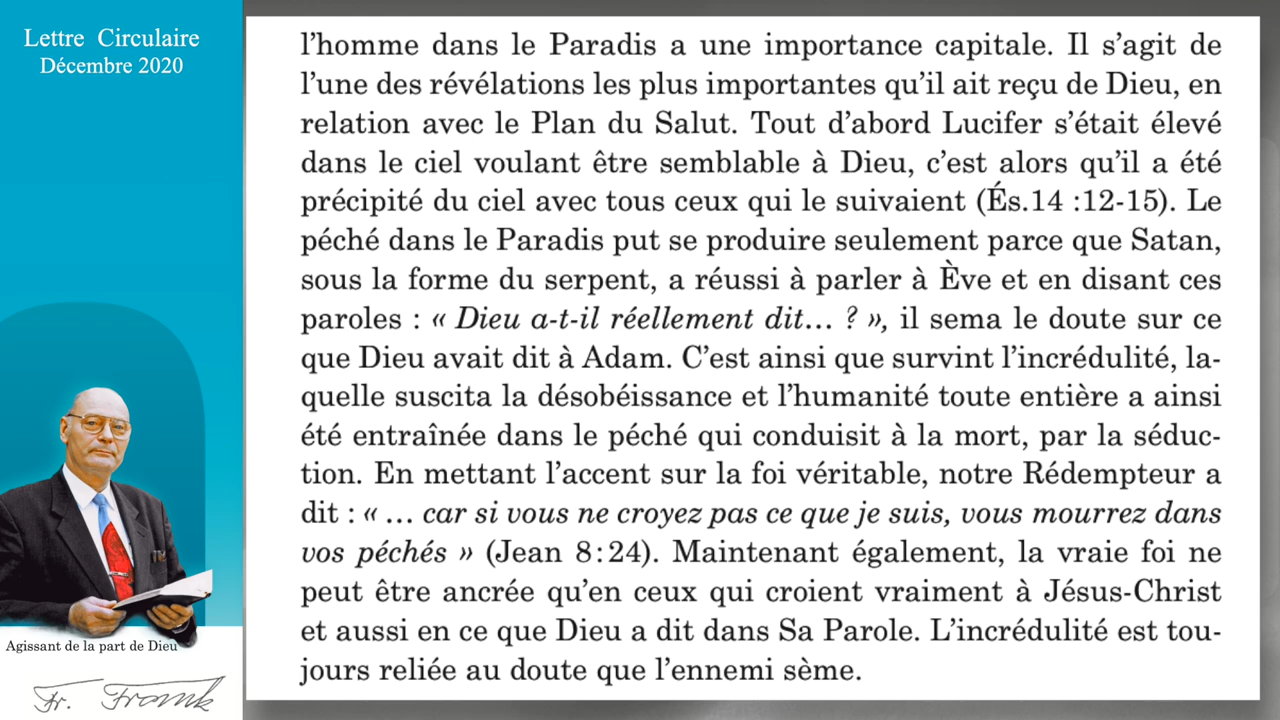 Lettre Circulaire
Décembre 2020
l’homme dans le Paradis a une importance capitale. Il s’agit de
l’une des révélations les plus importantes qu’il ait reçu de Dieu, en
relation avec le Plan du Salut. Tout d’abord Lucifer s’était élevé
dans le ciel voulant être semblable à Dieu, c’est alors qu’il a été
précipité du ciel avec tous ceux qui le suivaient (És.14 :12-15). Le
péché dans le Paradis put se produire seulement parce que Satan,
sous la forme du serpent, a réussi à parler à Ève et en disant ces
paroles : « Dieu a-t-il réellement dit… ? », il sema le doute sur ce
que Dieu avait dit à Adam. C’est ainsi que survint l’incrédulité, la-
quelle suscita la désobéissance et l’humanité toute entière a ainsi
été entraînée dans le péché qui conduisit à la mort, par la séduc-
tion. En mettant l’accent sur la foi véritable, notre Rédempteur a
dit : « … car si vous ne croyez pas ce que je suis, vous mourrez dans
vos péchés » (Jean 8:24). Maintenant également, la vraie foi ne
peut être ancrée qu’en ceux qui croient vraiment à Jésus-Christ
et aussi en ce que Dieu a dit dans Sa Parole. L’incrédulité est tou-
jours reliée au doute que l’ennemi sème.
Agissant de la part de Dieu
Fr. Frank